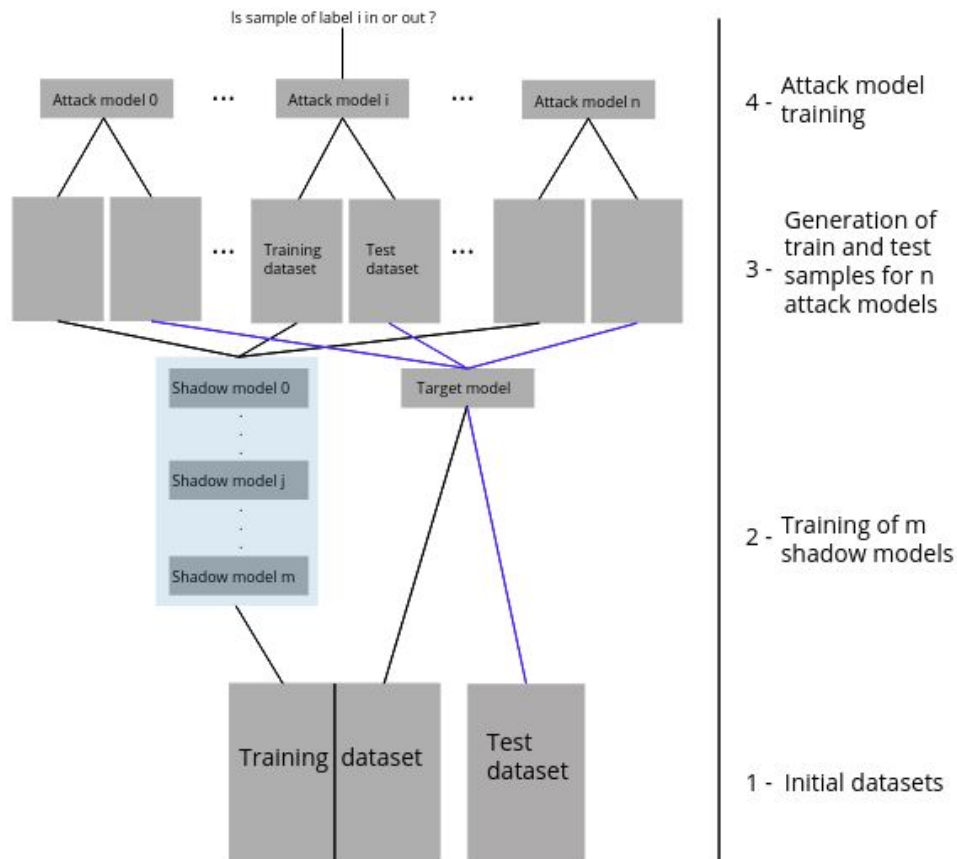 Is sample of label i in or out ?
Attack model 0
...
Attack model i
...
Attack model n
4 - Attack model
training
...
Training
dataset
Test
dataset
...
3 -
Generation of
train and test
samples for n
attack models
Shadow model 0
Target model
Shadow model j
Shadow model m
2 - Training of m
shadow models
Training dataset
Test
dataset
1 - Initial datasets